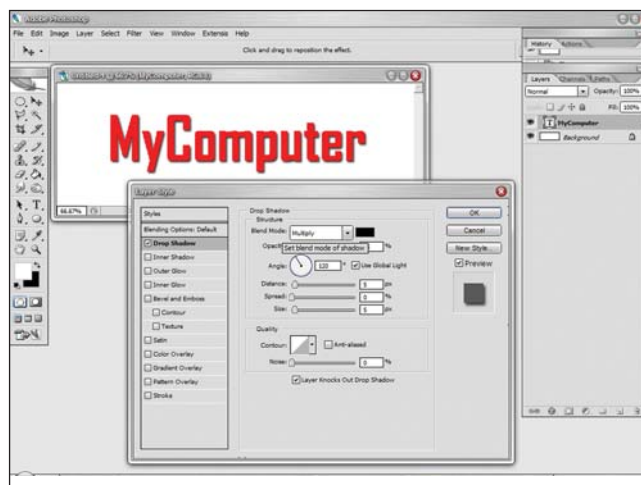 Adobe Photoshop
File Edit Image Layer Select Filter View Window Extensis Help
Click and drag to reposition the effect.
History Actions
Layers Channels Paths
Normal Opacity: 100%
Fill: 100%
MyComputer
Background
MyComputer
66.67%
Layer Style
Styles
Blending Options: Default
Drop Shadow
Inner Shadow
Outer Glow
Inner Glow
Bevel and Emboss
Contour
Texture
Satin
Color Overlay
Gradient Overlay
Pattern Overlay
Stroke
Drop Shadow
Structure
Blend Mode: Multiply
%
Set blend mode of shadow
Angle: 120 ° Use Global Light
Distance: 5 px
Spread: 0 %
Size: 5 px
Quality
Contour: Anti-aliased
Noise: 0 %
Layer Knocks Out Drop Shadow
OK
Cancel
New Style...
Preview